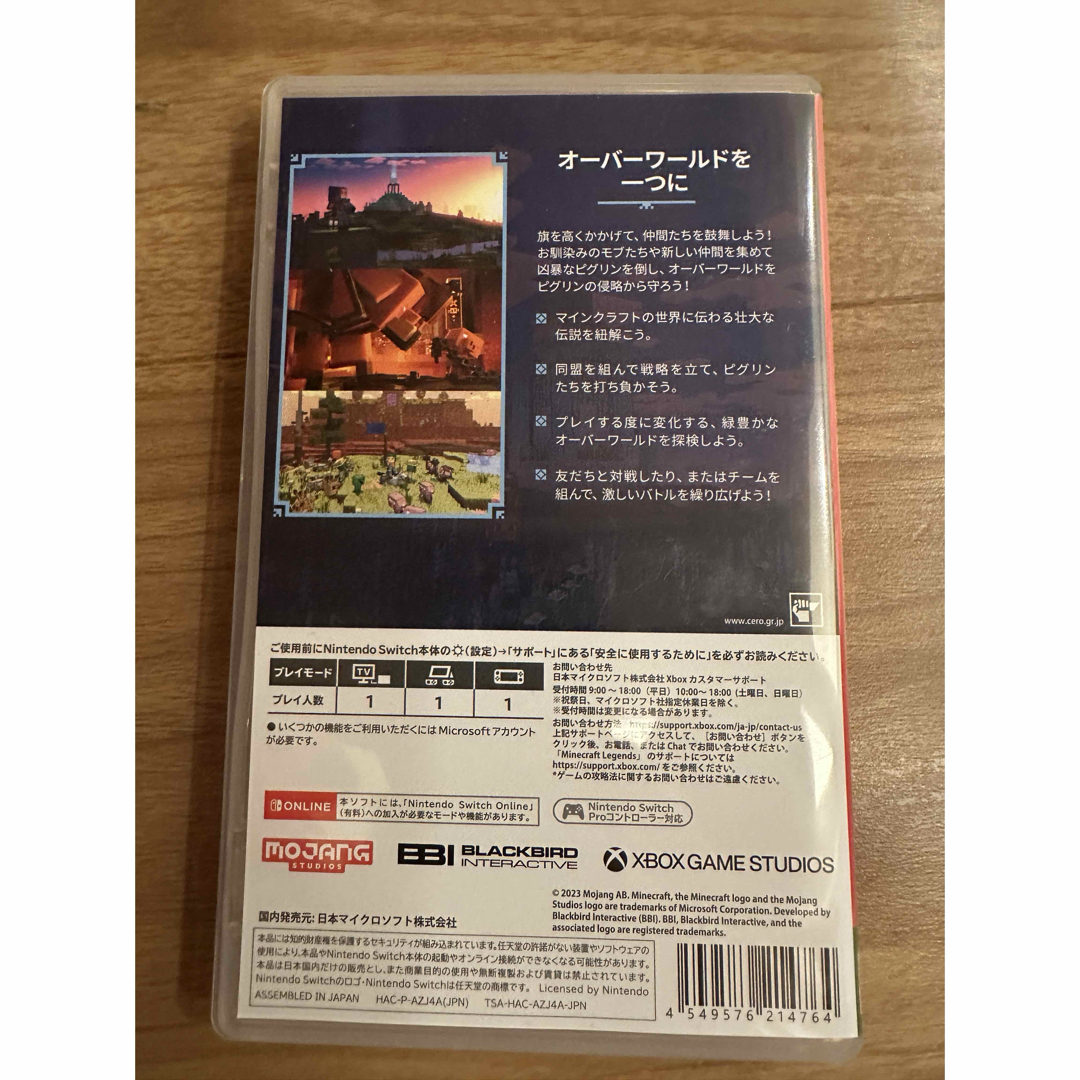 オーバーワールドを
一つに
旗を高くかかげて、仲間たちを鼓舞しよう!
お馴染みのモブたちや新しい仲間を集めて
凶暴なピグリンを倒し、オーバーワールドを
ピグリンの侵略から守ろう!
マインクラフトの世界に伝わる壮大な
伝説を紐解こう。
同盟を組んで戦略を立て、ピグリン
たちを打ち負かそう。
プレイする度に変化する、緑豊かな
オーバーワールドを探検しよう。
友だちと対戦したり、またはチームを
組んで、激しいバトルを繰り広げよう!
www.cero.gr.jp
ご使用前にNintendo Switch本体の(設定)→「サポート」にある「安全に使用するために」を必ずお読みください。
プレイモード TV
プレイ人数 1 1 1
●いくつかの機能をご利用いただくには Microsoft アカウント
が必要です。
お問い合わせ先
日本マイクロソフト株式会社 Xbox カスタマーサポート
受付時間 9:00 ~ 18:00（平日）10:00~ 18:00（土曜日、日曜日）
※祝祭日、マイクロソフト社指定休業日を除く。
※受付時間は変更になる場合があります。
お問い合わせ方法 https://support.xbox.com/ja-jp/contact-us
上記サポートページにアクセスして、［お問い合わせ］ボタンを
クリック後、お電話、または Chat でお問い合わせください。
「Minecraft Legends」のサポートについては
https://support.xbox.com/ をご参照ください。
*ゲームの攻略法に関するお問い合わせはご遠慮ください。
ONLINE
本ソフトには、「Nintendo Switch Online」
(有料)への加入が必要なモードや機能があります。
Nintendo Switch
Proコントローラー対応
MOJANG
STUDIOS
BBI BLACKBIRD
INTERACTIVE
XBOX GAME STUDIOS
© 2023 Mojang AB. Minecraft, the Minecraft logo and the Mojang
Studios logo are trademarks of Microsoft Corporation. Developed by
Blackbird Interactive (BBI). BBI, Blackbird Interactive, and the
associated logo are registered trademarks.
国内発売元: 日本マイクロソフト株式会社
本品には知的財産権を保護するセキュリティが組み込まれています。任天堂の許諾がない装置やソフトウェアの
使用により、本品やNintendo Switch本体の起動やオンライン接続ができなくなる可能性があります。
本品は日本国内だけの販売とし、また商業目的の使用や無断複製および賃貸は禁止されています。
Nintendo Switchのロゴ・Nintendo Switchは任天堂の商標です。 Licensed by Nintendo
ASSEMBLED IN JAPAN HAC-P-AZJ4A(JPN) TSA-HAC-AZJ4A-JPN
4 549576 214764